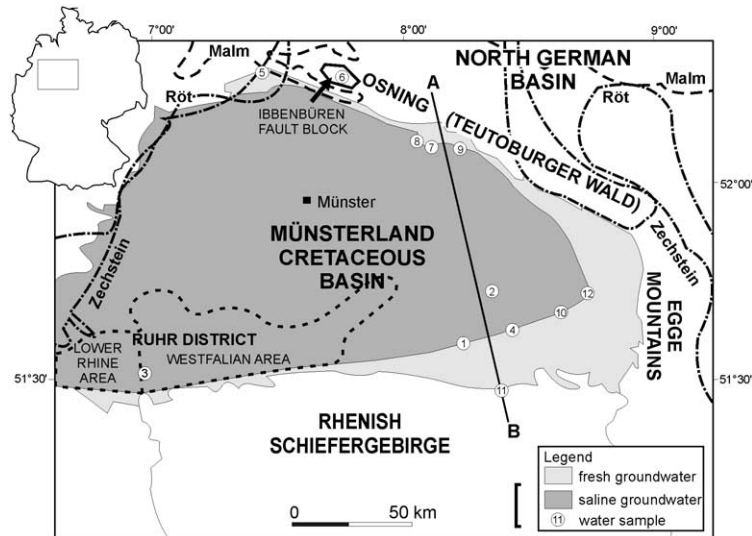 7°00'
8°00'
9°00'
Malm
NORTH GERMAN
BASIN
Malm
5
6
A
OSNING
(TEUTOBURGER WALD)
Röt
Röt
IBBENBÜREN
FAULT BLOCK
8
7
9
52°00'
Münster
MÜNSTERLAND
CRETACEOUS
BASIN
Zechstein
Zechstein
EGGE
MOUNTAINS
2
12
10
4
1
RUHR DISTRICT
WESTFALIAN AREA
LOWER
RHINE
AREA
3
51°30'
51°30'
11
B
RHENISH
SCHIEFERGEBIRGE
Legend
fresh groundwater
saline groundwater
11 water sample
0 50 km